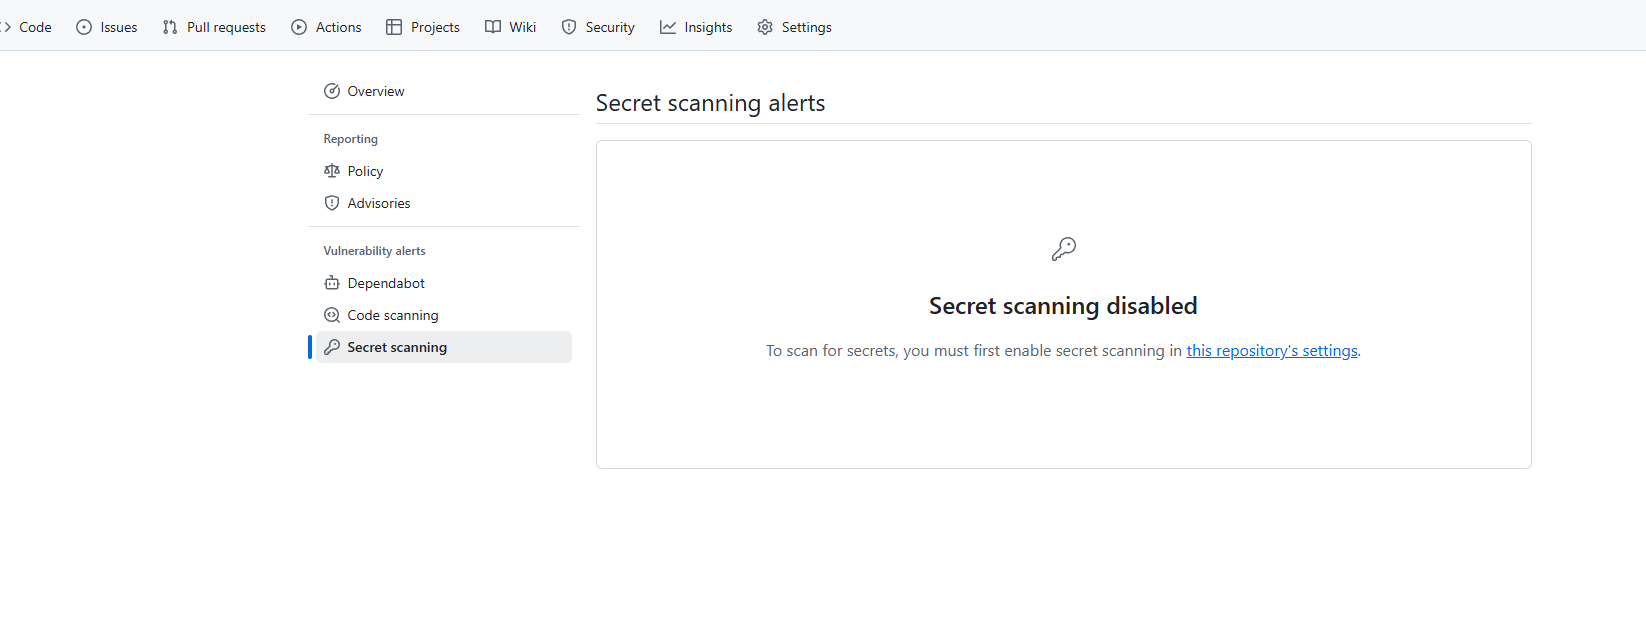 Code Issues Pull requests Actions Projects Wiki Security Insights Settings
Overview
Reporting
Policy
Advisories
Vulnerability alerts
Dependabot
Code scanning
Secret scanning
Secret scanning alerts
Secret scanning disabled
To scan for secrets, you must first enable secret scanning in this repository's settings.